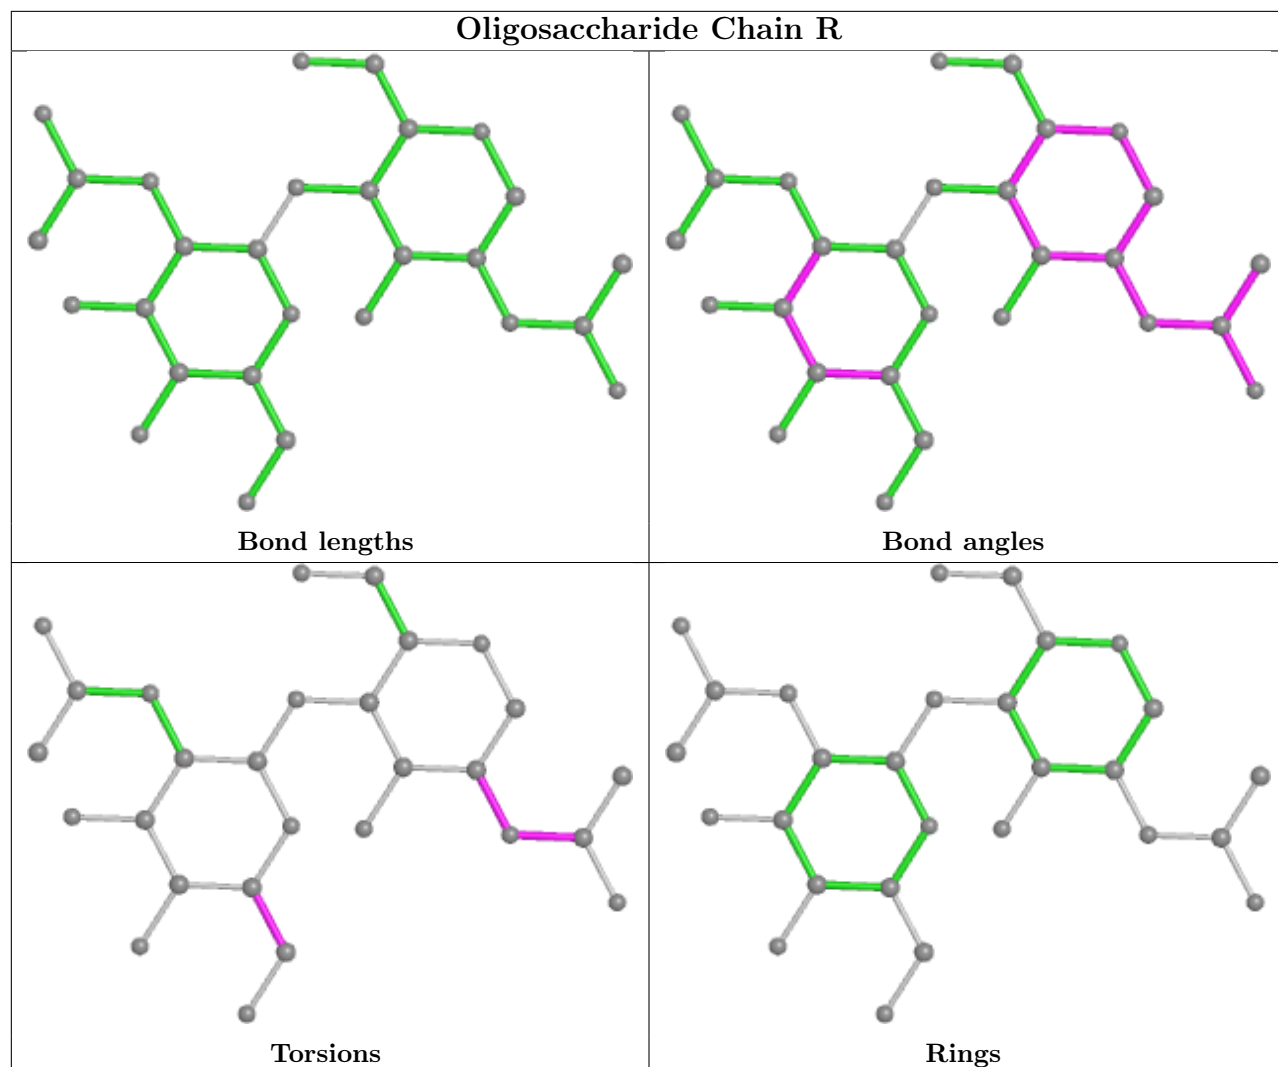 Oligosaccharide Chain R
Bond lengths
Bond angles
Torsions
Rings